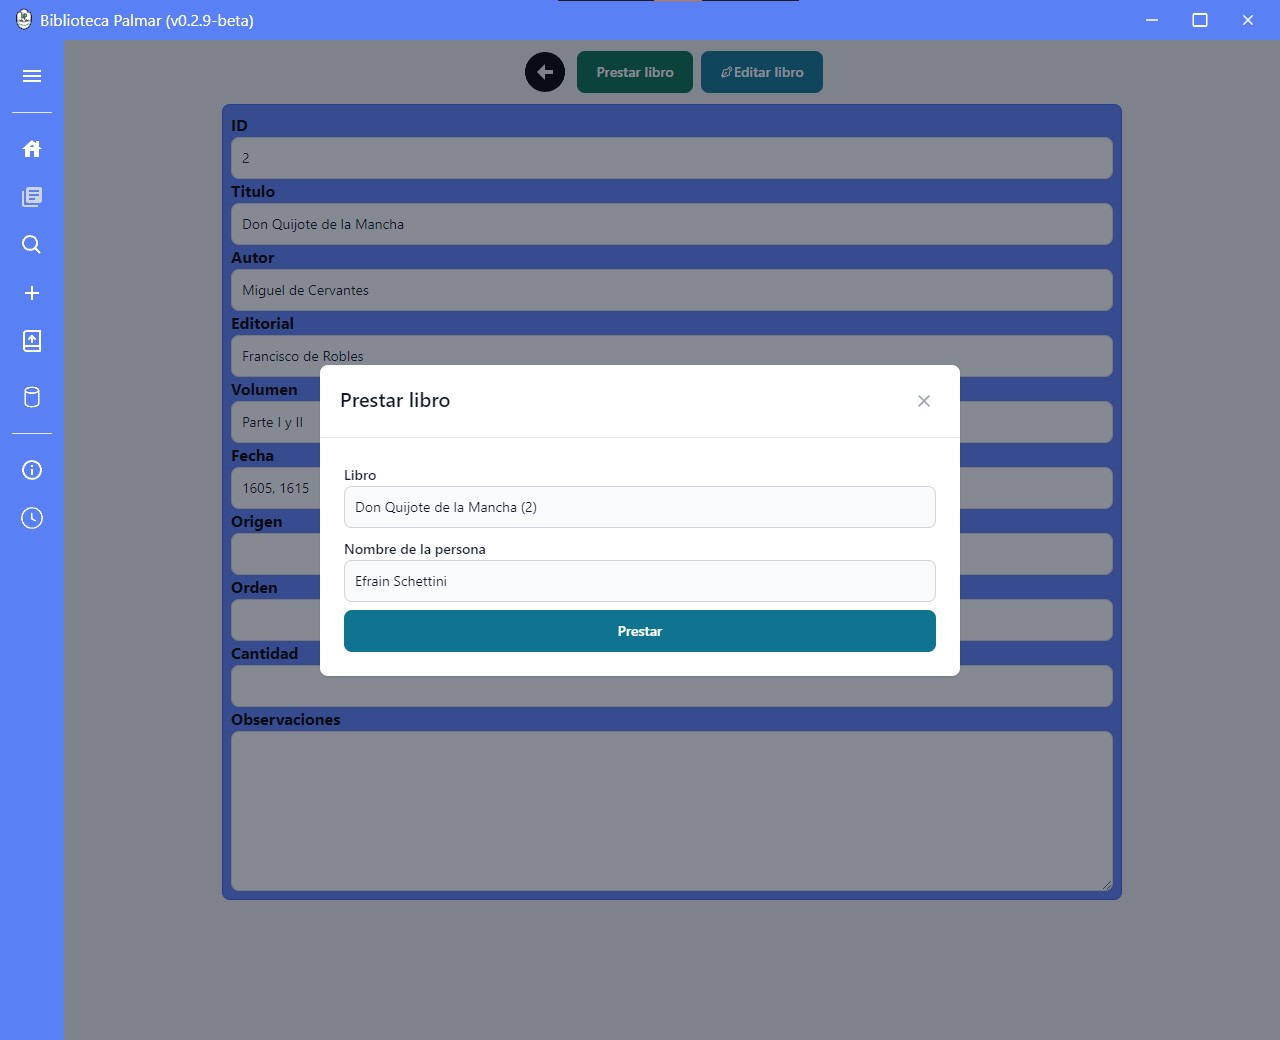 Biblioteca Palmar (v0.2.9-beta)
Prestar libro
Editar libro
ID
2
Titulo
Don Quijote de la Mancha
Autor
Miguel de Cervantes
Editorial
Francisco de Robles
Volumen
Parte I y II
Fecha
1605, 1615
Origen
Orden
Cantidad
Observaciones
Prestar libro
Libro
Don Quijote de la Mancha (2)
Nombre de la persona
Efrain Schettini
Prestar